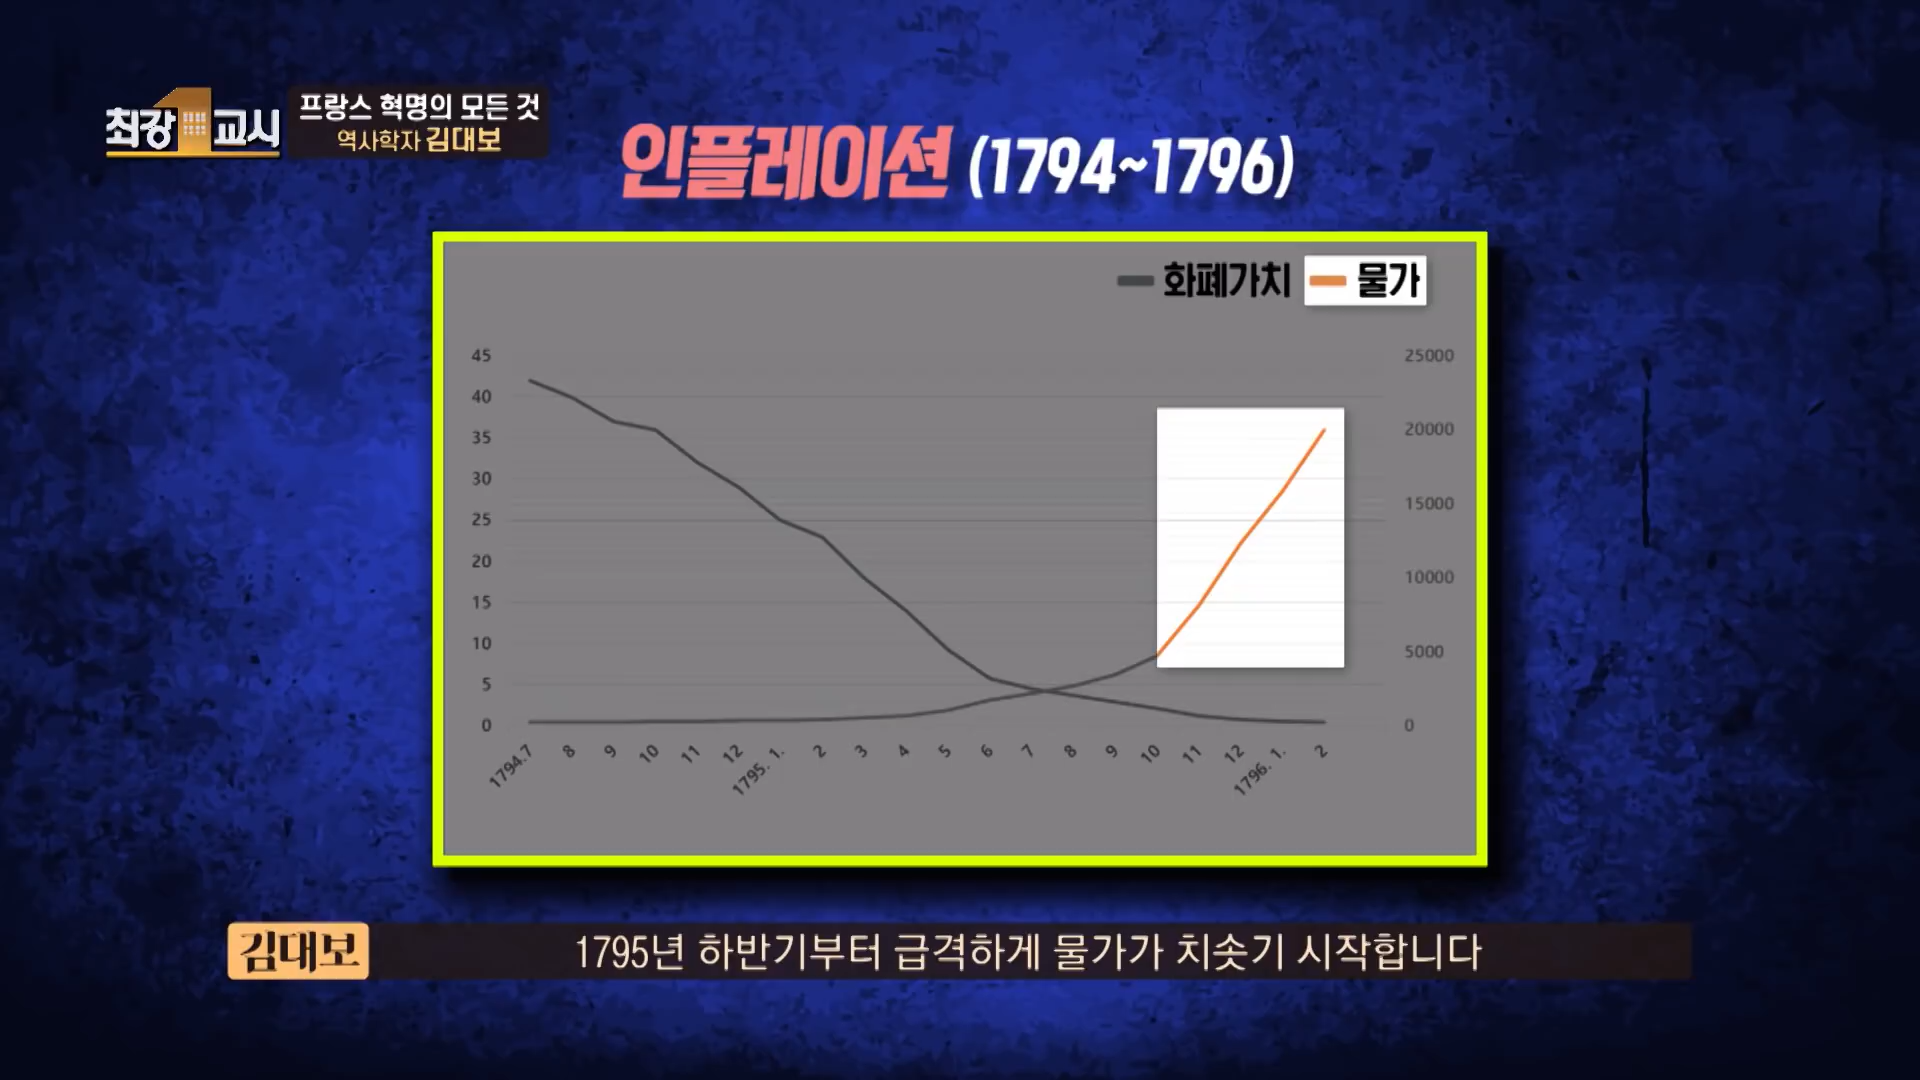 최강1교시
프랑스 혁명의 모든 것
역사학자 김대보
인플레이션 (1794~1796)
화폐가치 물가
45
40
35
30
25
20
15
10
5
0
25000
20000
15000
10000
5000
0
1794.7 8 9 10 11 12 1795. 1. 2 3 4 5 6 7 8 9 10 11 12 1796. 1. 2
김대보 1795년 하반기부터 급격하게 물가가 치솟기 시작합니다